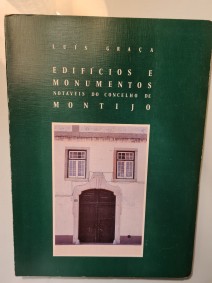 LUÍS GRAÇA
EDIFÍCIOS E
MONUMENTOS
NOTÁVEIS DO CONCELHO DE
MONTIJO